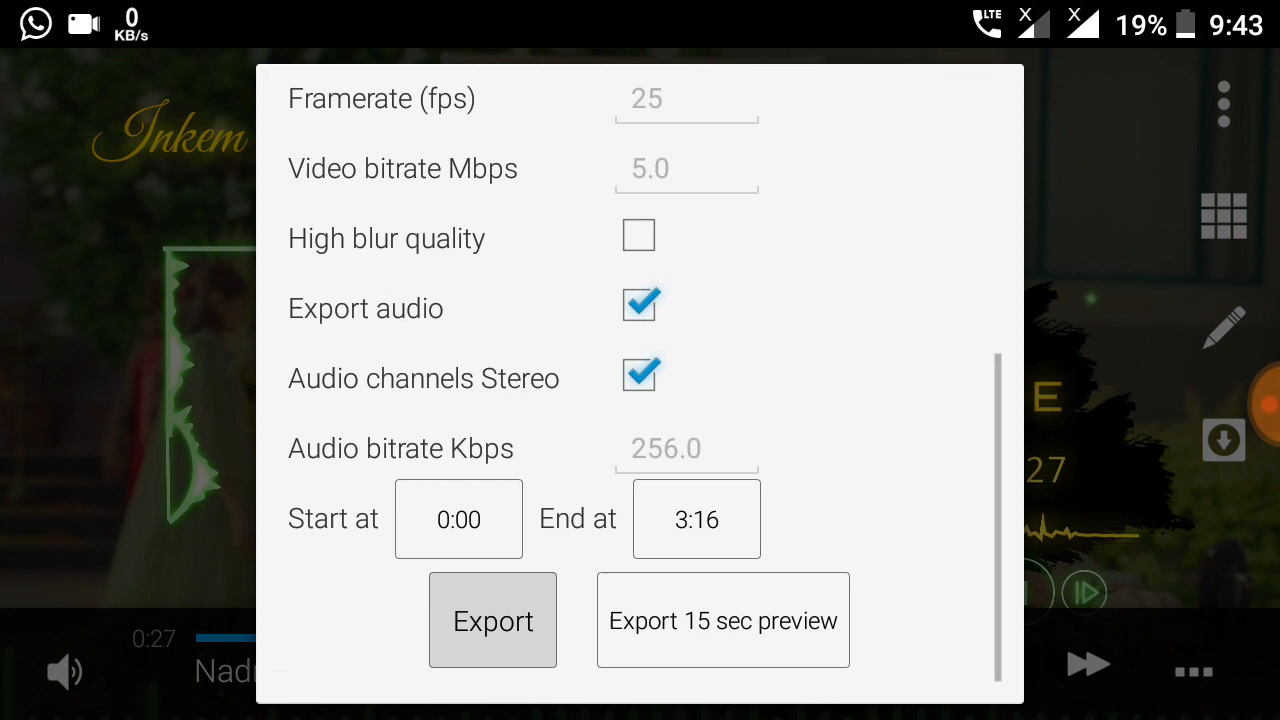 0
KB/s
LTE
X
X
19%
9:43
Inkem
Framerate (fps)
25
Video bitrate Mbps
5.0
High blur quality
Export audio
Audio channels Stereo
Audio bitrate Kbps
256.0
Start at
0:00
End at
3:16
Export
Export 15 sec preview
E
27
0:27
Nad